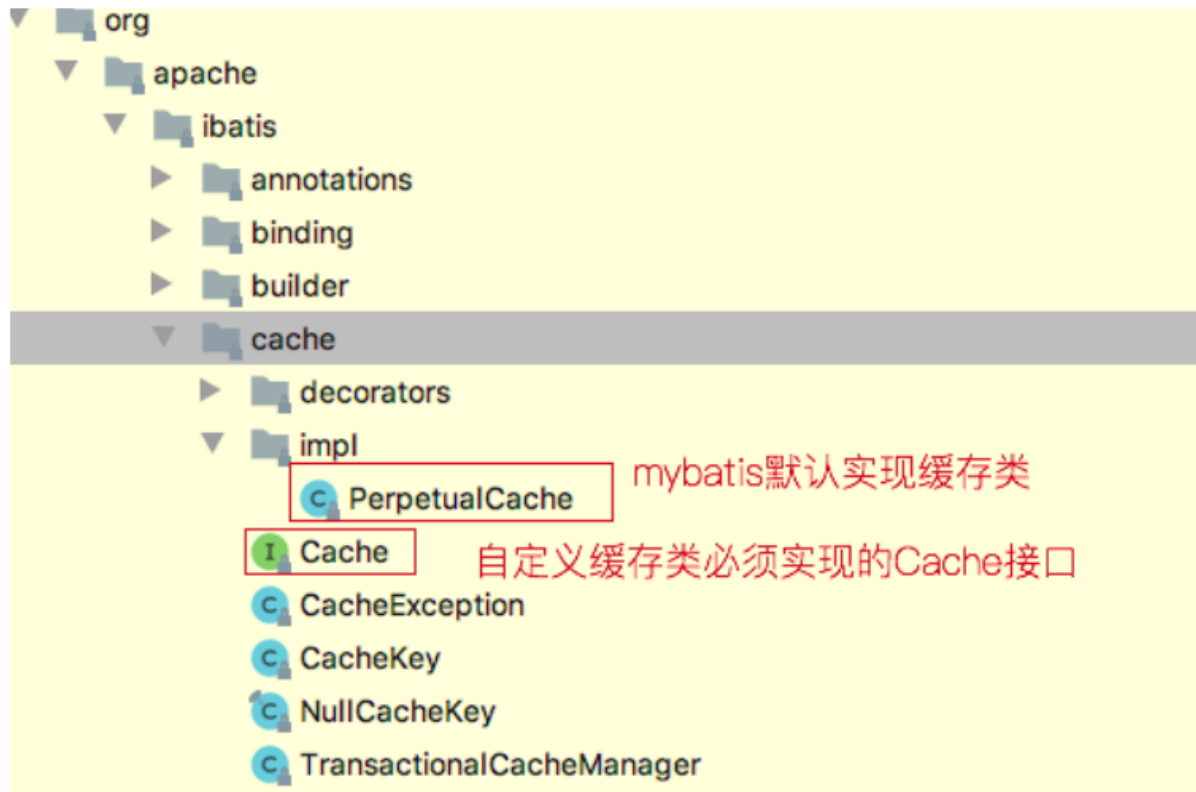 org
apache
ibatis
annotations
binding
builder
cache
decorators
impl
PerpetualCache mybatis默认实现缓存类
Cache 自定义缓存类必须实现的Cache接口
CacheException
CacheKey
NullCacheKey
TransactionalCacheManager